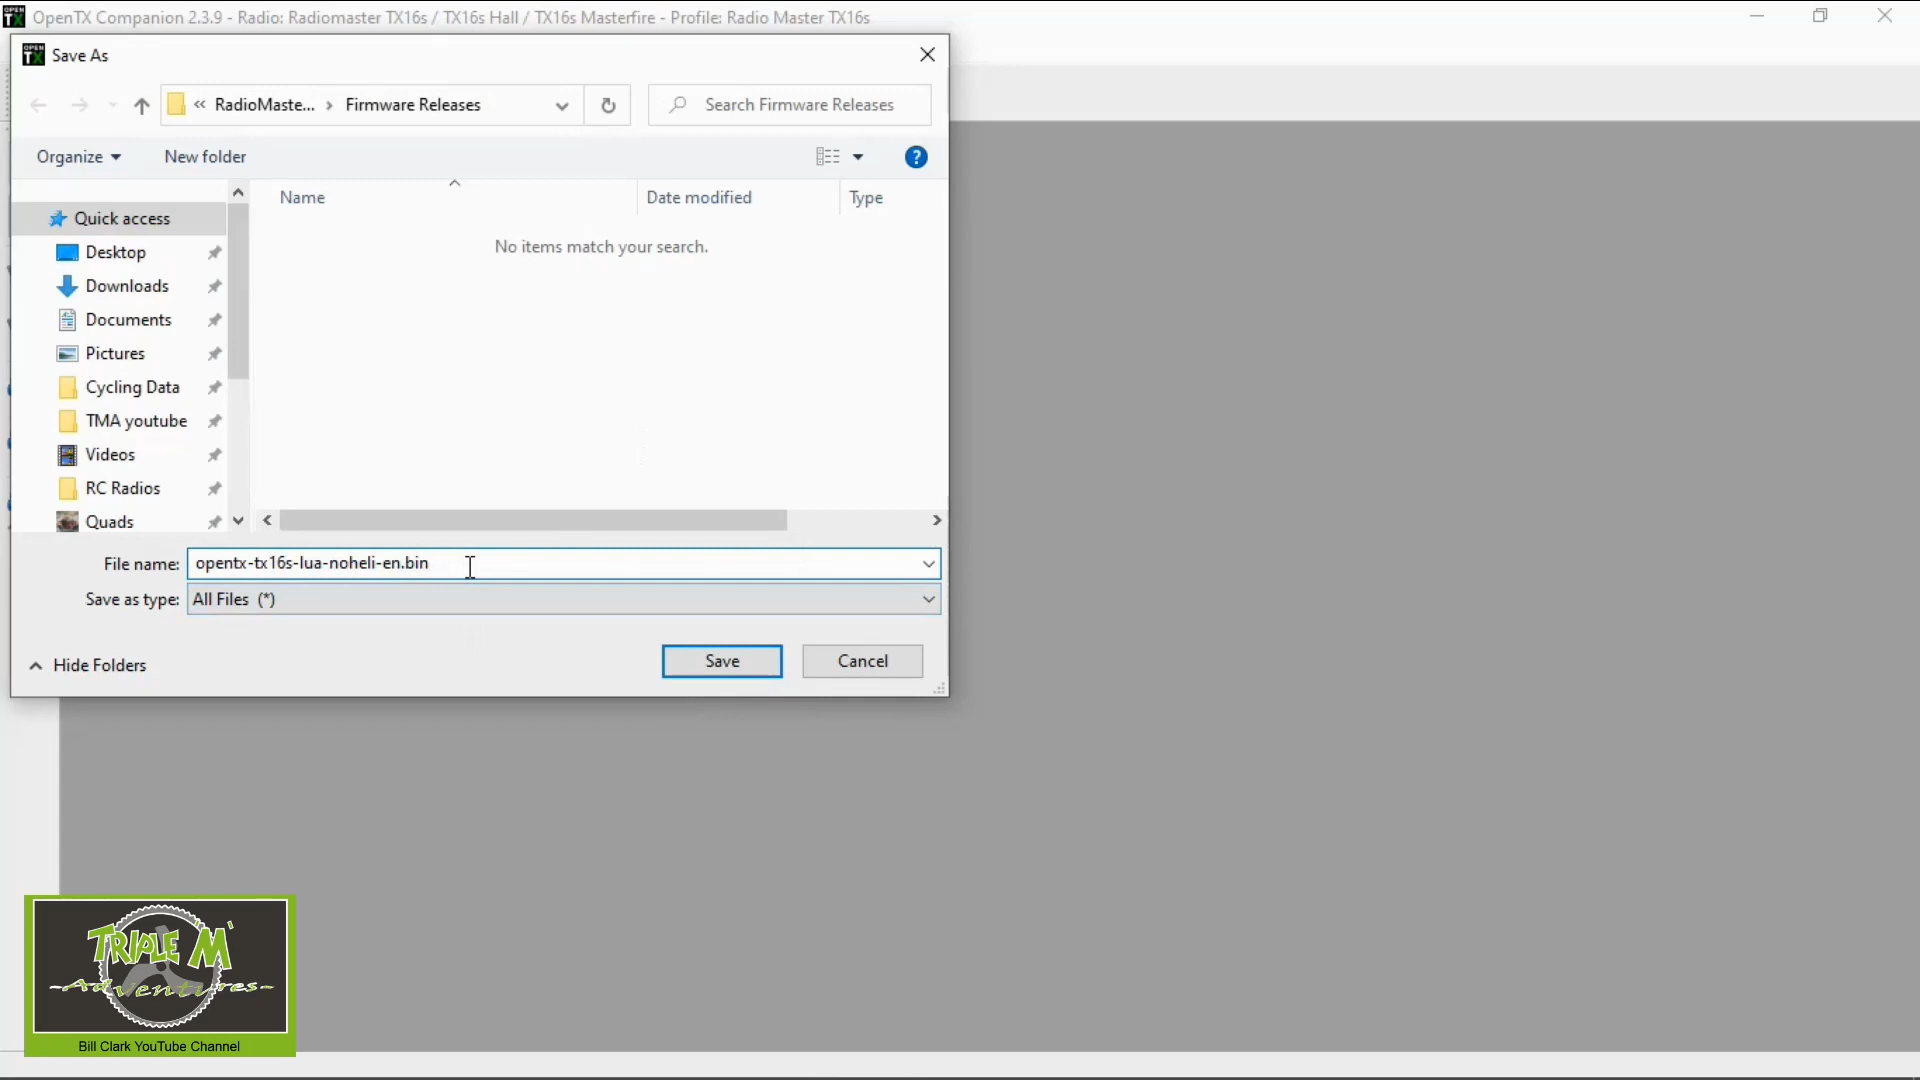 OpenTX Companion 2.3.9 - Radio: Radiomaster TX16s / TX16s Hall / TX16s Masterfire - Profile: Radio Master TX16s
OPEN TX Save As
« RadioMaste... › Firmware Releases
Search Firmware Releases
Organize New folder
?
Name Date modified Type
No items match your search.
Quick access
Desktop
Downloads
Documents
Pictures
Cycling Data
TMA youtube
Videos
RC Radios
Quads
File name: opentx-tx16s-lua-noheli-en.bin
Save as type: All Files (*)
Hide Folders
Save Cancel
TRIPLE M
-Adventures-
Bill Clark YouTube Channel